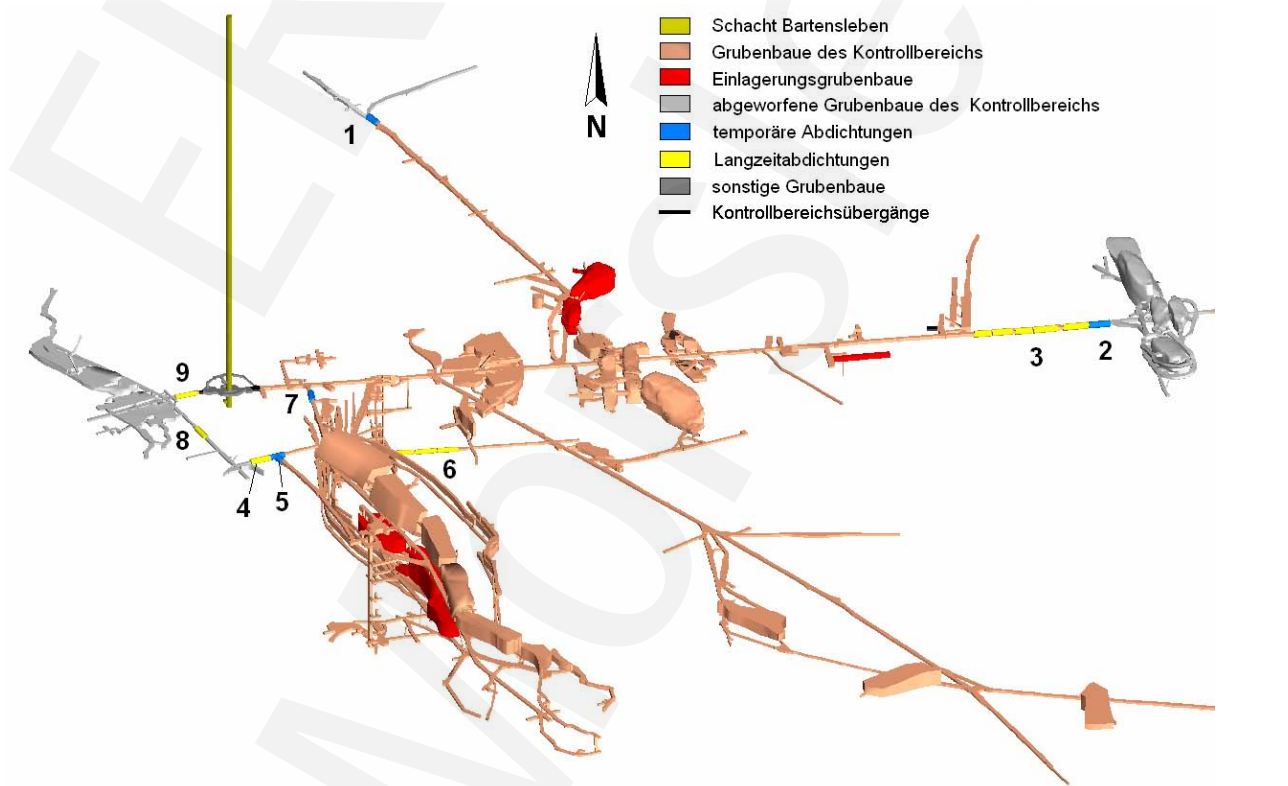 Schacht Bartensleben
Grubenbaue des Kontrollbereichs
Einlagerungsgrubenbaue
abgeworfene Grubenbaue des Kontrollbereichs
temporäre Abdichtungen
Langzeitabdichtungen
sonstige Grubenbaue
Kontrollbereichsübergänge
N
1
2
3
9
7
8
6
4
5